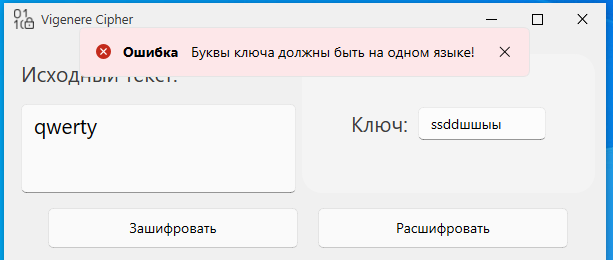 Vigenere Cipher
Ошибка Буквы ключа должны быть на одном языке!
Исходный текст:
qwerty
Ключ: ssddшшыы
Зашифровать Расшифровать